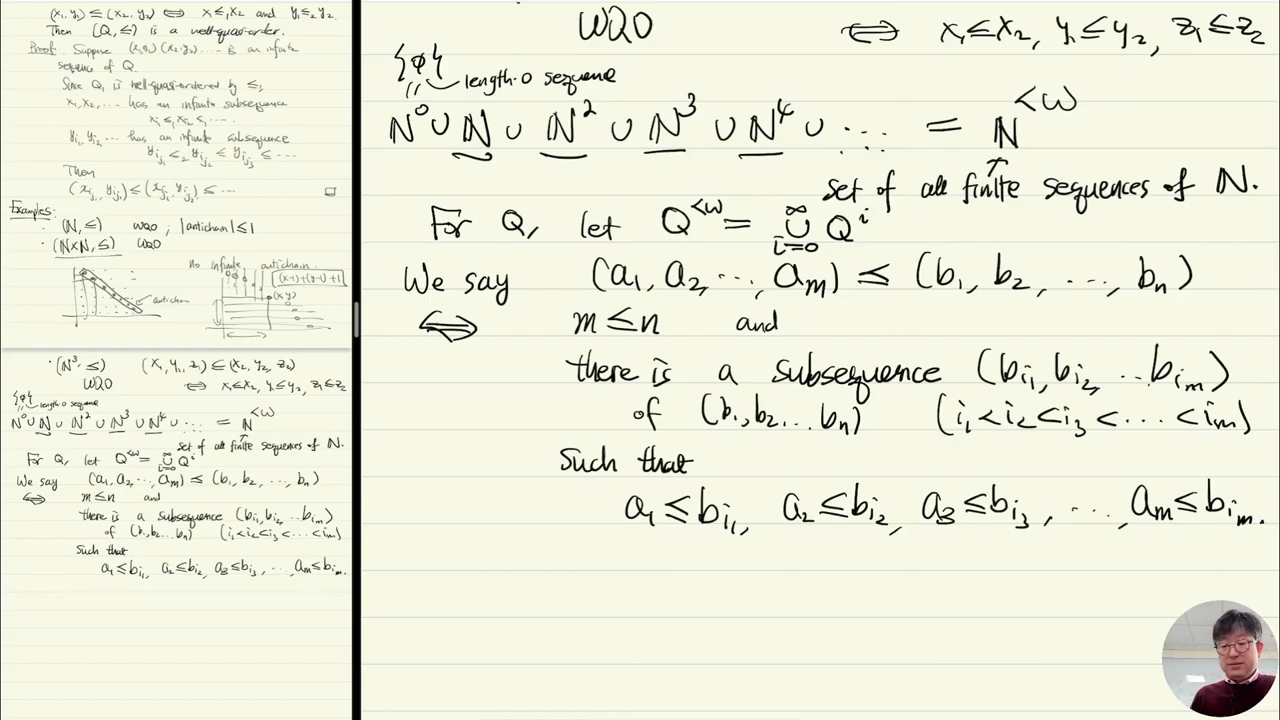 (x₁, y₁) ≤ (x₂, y₂) ⟺ x₁ ≤₁ x₂ and y₁ ≤₂ y₂.
Then (Q, ≤) is a well-quasi-order.
Proof. Suppose (x₁, y₁) (x₂, y₂) ... is an infinite
sequence of Q.
Since Q₁ is well-quasi-ordered by ≤₁
x₁, x₂, ... has an infinite subsequence
has an infinite subsequence
Then
□
Examples:
· (N, ≤) WQO, |antichain| ≤ 1
· (N×N, ≤) WQO
no infinite antichain
(x-1)+(y-1)+1
antichain
(x,y)
· (N³, ≤) (x₁, y₁, z₁) ≤ (x₂, y₂, z₂)
WQO ⟺ x₁ ≤ x₂, y₁ ≤ y₂, z₁ ≤ z₂
{φ}
length-0 sequence
N⁰ ∪ N ∪ N² ∪ N³ ∪ N⁴ ∪ ... = N^{<ω}
set of all finite sequences of N.
For Q, let Q^{<ω} = ∪_{i=0}^{∞} Q^i
We say (a₁, a₂, ..., a_m) ≤ (b₁, b₂, ..., b_n)
⟺ m ≤ n and
there is a subsequence (b_{i₁}, b_{i₂}, ... b_{i_m})
of (b₁, b₂ ... b_n) (i₁ < i₂ < i₃ < ... < i_m)
such that
a₁ ≤ b_{i₁}, a₂ ≤ b_{i₂}, a₃ ≤ b_{i₃}, ..., a_m ≤ b_{i_m}.
WQO ⟺ x₁ ≤ x₂, y₁ ≤ y₂, z₁ ≤ z₂
{φ}
length-0 sequence
N⁰ ∪ N ∪ N² ∪ N³ ∪ N⁴ ∪ ... = N^{<ω}
set of all finite sequences of N.
For Q, let Q^{<ω} = ∪_{i=0}^{∞} Q^i
We say (a₁, a₂, ..., a_m) ≤ (b₁, b₂, ..., b_n)
⟺ m ≤ n and
there is a subsequence (b_{i₁}, b_{i₂}, ... b_{i_m})
of (b₁, b₂ ... b_n) (i₁ < i₂ < i₃ < ... < i_m)
Such that
a₁ ≤ b_{i₁}, a₂ ≤ b_{i₂}, a₃ ≤ b_{i₃}, ..., a_m ≤ b_{i_m}.